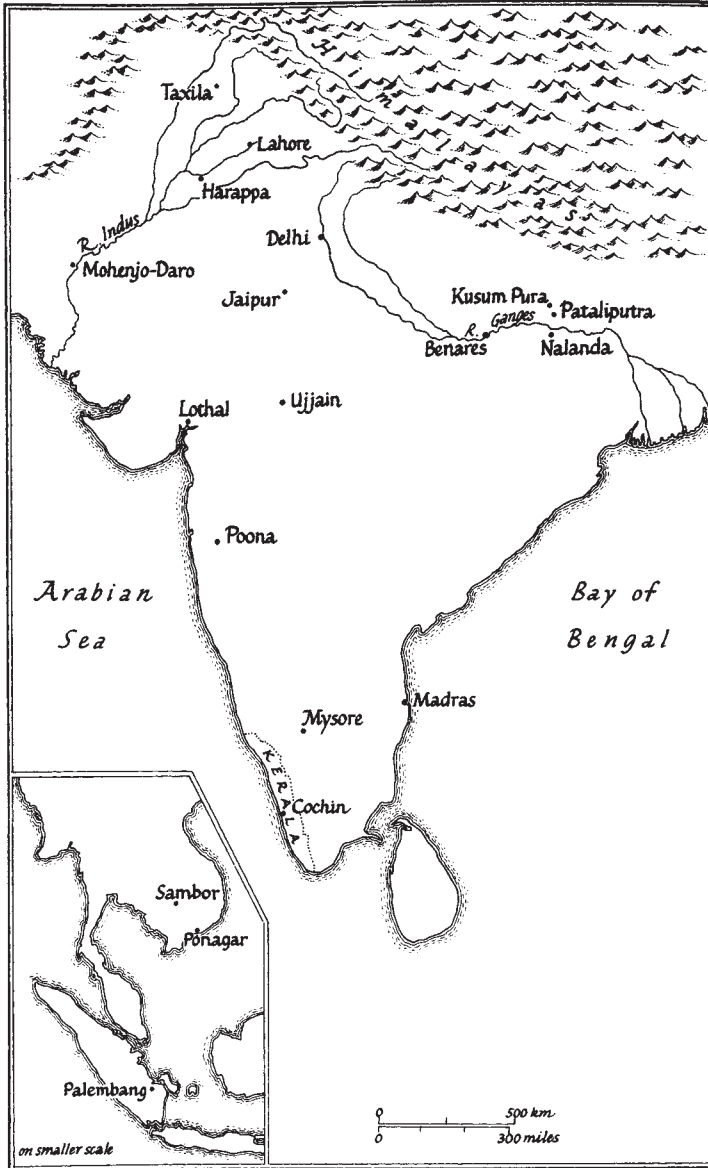 Himalayas
Taxila
Lahore
Harappa
R. Indus
Delhi
Mohenjo-Daro
Jaipur
Kusum Pura
Pataliputra
R. Ganges
Benares
Nalanda
Ujjain
Lothal
Poona
Arabian
Sea
Bay of
Bengal
Madras
Mysore
KERALA
Cochin
Sambor
Ponagar
Palembang
on smaller scale
0 500 km
0 300 miles